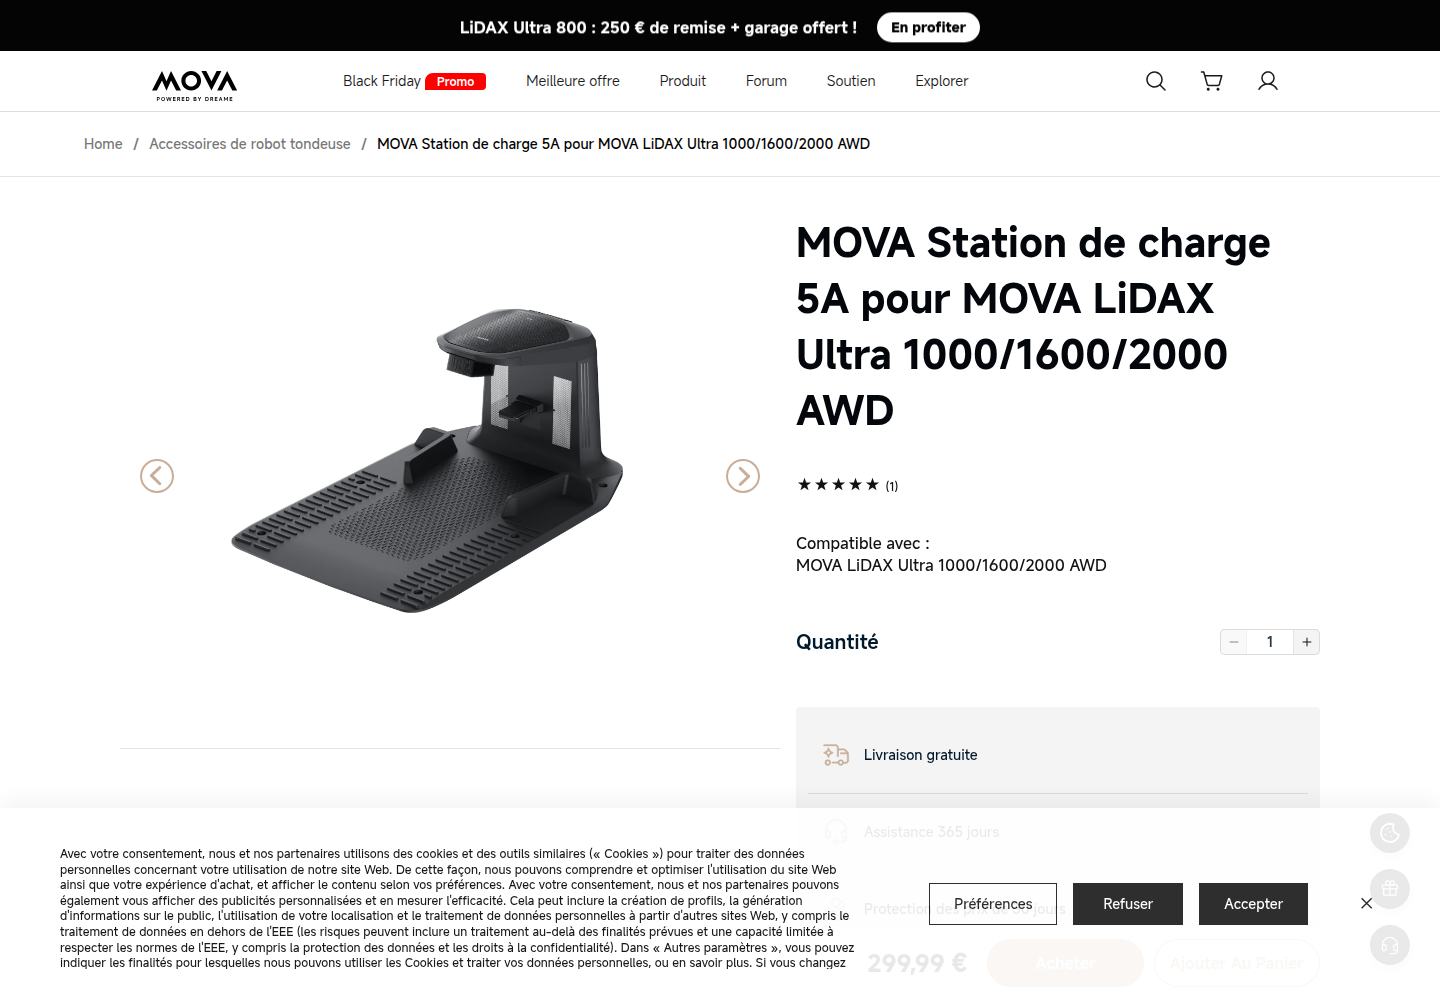 LiDAX Ultra 800 : 250 € de remise + garage offert !
En profiter
MOVA
POWERED BY DREAME
Black Friday
Promo
Meilleure offre
Produit
Forum
Soutien
Explorer
Home / Accessoires de robot tondeuse / MOVA Station de charge 5A pour MOVA LiDAX Ultra 1000/1600/2000 AWD
MOVA Station de charge
5A pour MOVA LiDAX
Ultra 1000/1600/2000
AWD
★★★★★ (1)
Compatible avec :
MOVA LiDAX Ultra 1000/1600/2000 AWD
Quantité
− 1 +
Livraison gratuite
Assistance 365 jours
Protection des prix de 30 jours
299,99 €
Acheter
Ajouter Au Panier
Avec votre consentement, nous et nos partenaires utilisons des cookies et des outils similaires (« Cookies ») pour traiter des données
personnelles concernant votre utilisation de notre site Web. De cette façon, nous pouvons comprendre et optimiser l'utilisation du site Web
ainsi que votre expérience d'achat, et afficher le contenu selon vos préférences. Avec votre consentement, nous et nos partenaires pouvons
également vous afficher des publicités personnalisées et en mesurer l'efficacité. Cela peut inclure la création de profils, la génération
d'informations sur le public, l'utilisation de votre localisation et le traitement de données personnelles à partir d'autres sites Web, y compris le
traitement de données en dehors de l'EEE (les risques peuvent inclure un traitement au-delà des finalités prévues et une capacité limitée à
respecter les normes de l'EEE, y compris la protection des données et les droits à la confidentialité). Dans « Autres paramètres », vous pouvez
indiquer les finalités pour lesquelles nous pouvons utiliser les Cookies et traiter vos données personnelles, ou en savoir plus. Si vous changez
Préférences
Refuser
Accepter